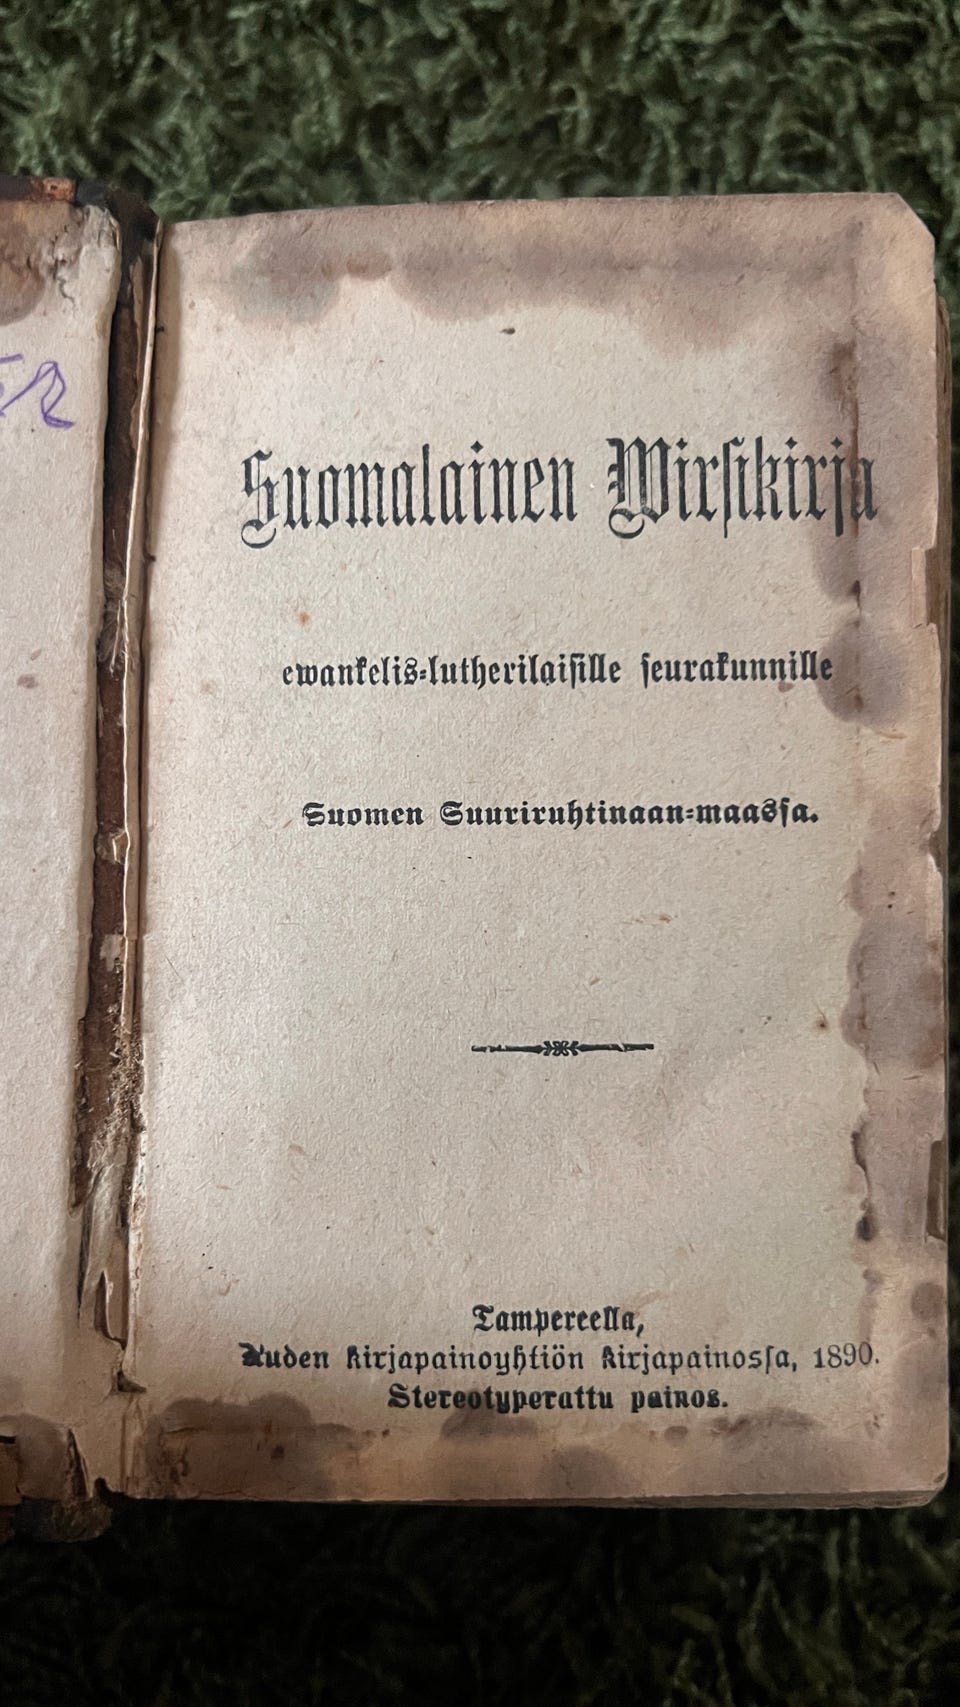 Suomalainen Wirsikirja
ewankelis-lutherilaisille seurakunnille
Suomen Suuriruhtinaan-maassa.
Tampereella,
Uuden Kirjapainoyhtiön Kirjapainossa, 1890.
Stereotyperattu painos.